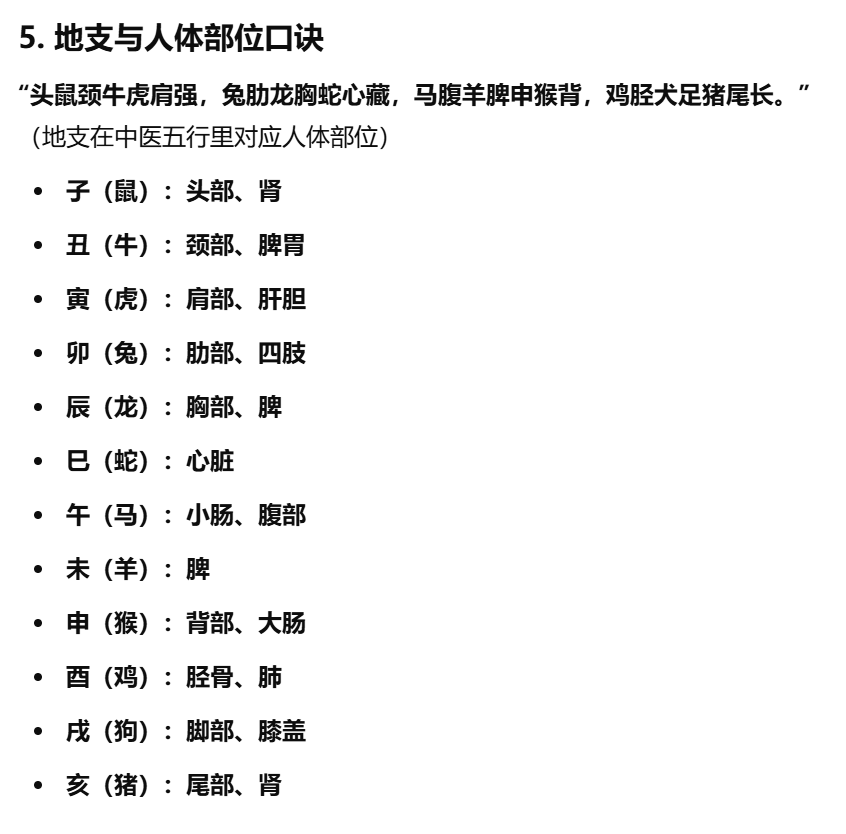 5. 地支与人体部位口诀
“头鼠颈牛虎肩强，兔肋龙胸蛇心藏，马腹羊脾申猴背，鸡胫犬足猪尾长。”
（地支在中医五行里对应人体部位）
• 子（鼠）：头部、肾
• 丑（牛）：颈部、脾胃
• 寅（虎）：肩部、肝胆
• 卯（兔）：肋部、四肢
• 辰（龙）：胸部、脾
• 巳（蛇）：心脏
• 午（马）：小肠、腹部
• 未（羊）：脾
• 申（猴）：背部、大肠
• 酉（鸡）：胫骨、肺
• 戌（狗）：脚部、膝盖
• 亥（猪）：尾部、肾